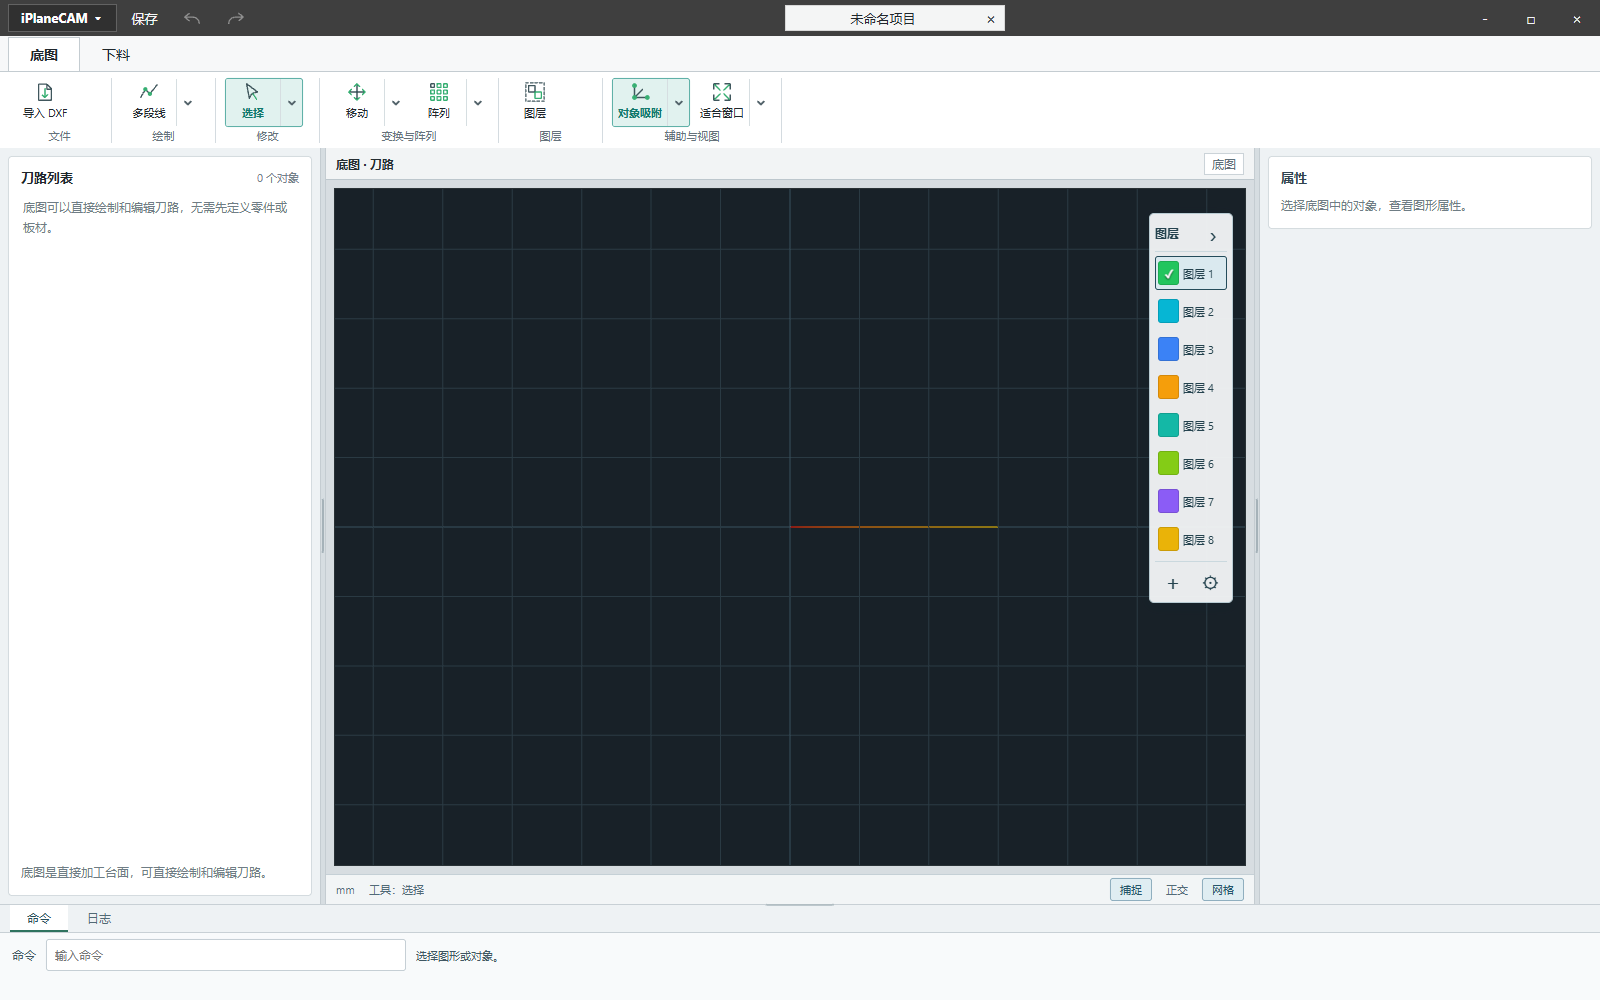 iPlaneCAM
保存
未命名项目
底图
下料
导入 DXF
多段线
选择
移动
阵列
图层
对象吸附
适合窗口
文件
绘制
修改
变换与阵列
图层
辅助与视图
刀路列表
0 个对象
底图可以直接绘制和编辑刀路，无需先定义零件或
板材。
底图是直接加工台面，可直接绘制和编辑刀路。
底图 · 刀路
底图
图层
图层 1
图层 2
图层 3
图层 4
图层 5
图层 6
图层 7
图层 8
属性
选择底图中的对象，查看图形属性。
mm
工具：选择
捕捉
正交
网格
命令
日志
命令
输入命令
选择图形或对象。